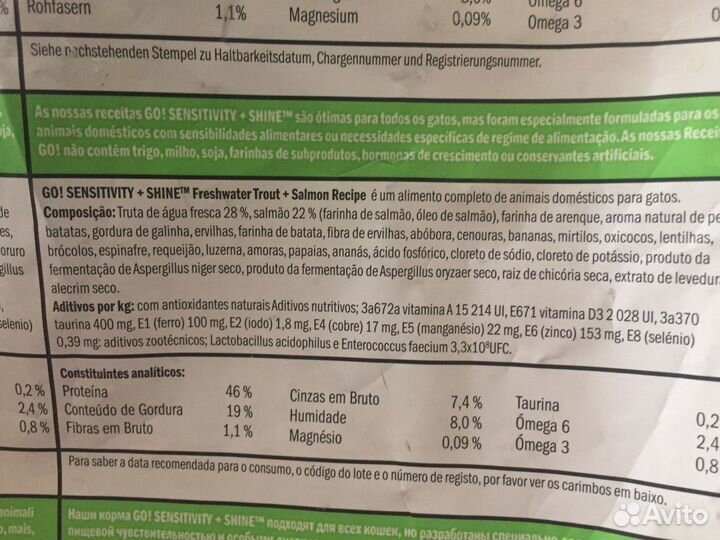 Rohfasern 1,1% Magnesium 0,09% Omega 3
Siehe nachstehenden Stempel zu Haltbarkeitsdatum, Chargennummer und Registrierungsnummer.
As nossas receitas GO! SENSITIVITY + SHINE™ são ótimas para todos os gatos, mas foram especialmente formuladas para os
animais domésticos com sensibilidades alimentares ou necessidades específicas de regime de alimentação. As nossas Recei
GO! não contêm trigo, milho, soja, farinhas de subprodutos, hormonas de crescimento ou conservantes artificiais.
GO! SENSITIVITY + SHINE™ Freshwater Trout + Salmon Recipe é um alimento completo de animais domésticos para gatos.
Composição: Truta de água fresca 28 %, salmão 22 % (farinha de salmão, óleo de salmão), farinha de arenque, aroma natural de pe
batatas, gordura de galinha, ervilhas, farinha de batata, fibra de ervilhas, abóbora, cenouras, bananas, mirtilos, oxicocos, lentilhas,
brócolos, espinafre, requeijão, luzerna, amoras, papaias, ananás, ácido fosfórico, cloreto de sódio, cloreto de potássio, produto da
fermentação de Aspergillus niger seco, produto da fermentação de Aspergillus oryzaer seco, raiz de chicória seca, extrato de levedur
alecrim seco.
Aditivos por kg: com antioxidantes naturais Aditivos nutritivos; 3a672a vitamina A 15 214 UI, E671 vitamina D3 2 028 UI, 3a370
taurina 400 mg, E1 (ferro) 100 mg, E2 (iodo) 1,8 mg, E4 (cobre) 17 mg, E5 (manganésio) 22 mg, E6 (zinco) 153 mg, E8 (selénio)
0,39 mg: aditivos zootécnicos; Lactobacillus acidophilus e Enterococcus faecium 3,3x10⁸UFC.
Constituintes analíticos:
0,2 % Proteína 46 % Cinzas em Bruto 7,4 % Taurina 0,2
2,4 % Conteúdo de Gordura 19 % Humidade 8,0 % Ómega 6 2,4
0,8 % Fibras em Bruto 1,1 % Magnésio 0,09 % Ómega 3 0,8
Para saber a data recomendada para o consumo, o código do lote e o número de registo, por favor ver os carimbos em baixo.
Наши корма GO! SENSITIVITY + SHINE™ подходят для всех кошек, но разработаны специально
пищевой чувствительностью и особыми
Avito